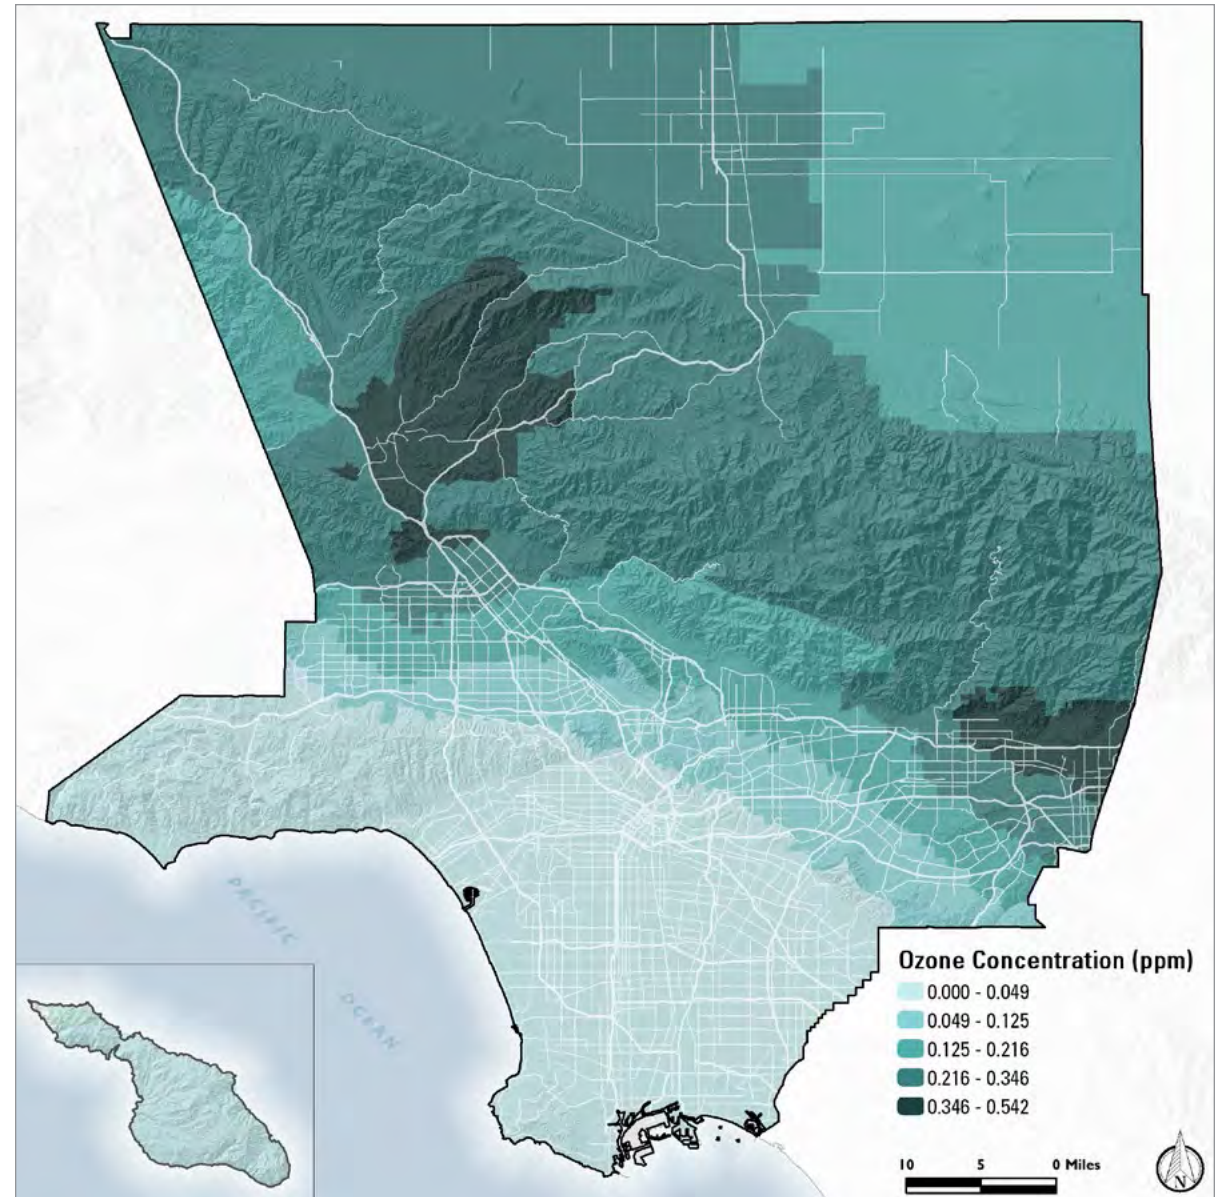 PACIFIC
OCEAN
Ozone Concentration (ppm)
0.000 - 0.049
0.049 - 0.125
0.125 - 0.216
0.216 - 0.346
0.346 - 0.542
10 5 0 Miles
N